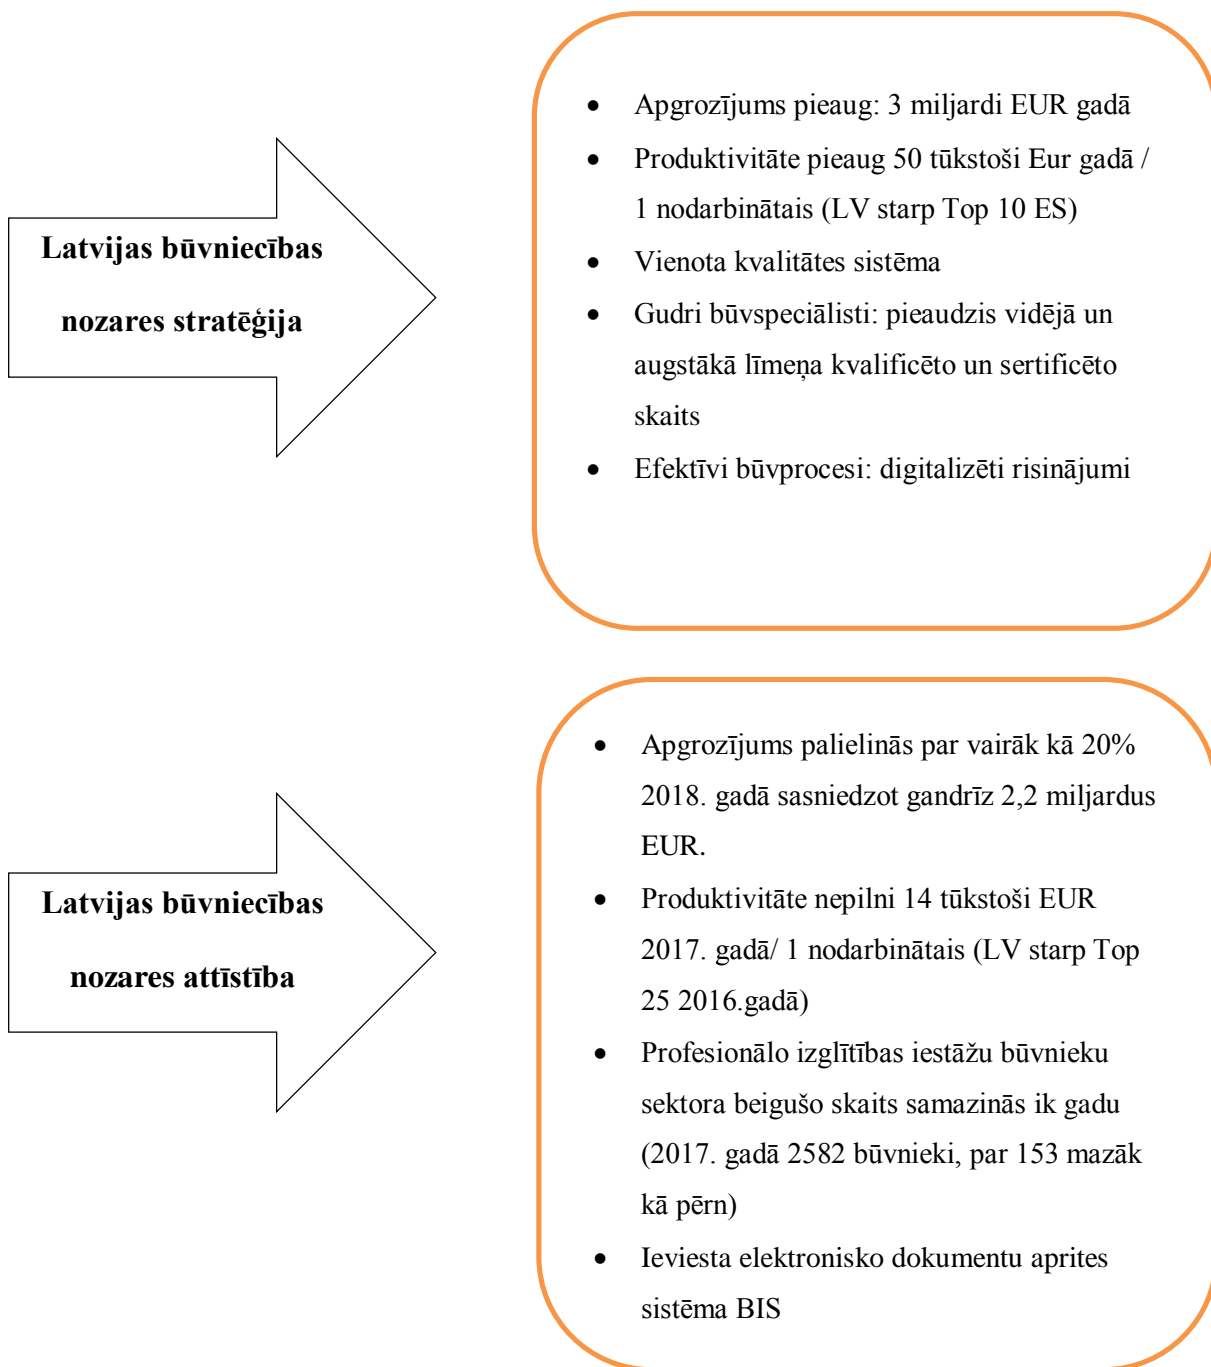 Latvijas būvniecības
nozares stratēģija
• Apgrozījums pieaug: 3 miljardi EUR gadā
• Produktivitāte pieaug 50 tūkstoši Eur gadā /
1 nodarbinātais (LV starp Top 10 ES)
• Vienota kvalitātes sistēma
• Gudri būvspeciālisti: pieaudzis vidējā un
augstākā līmeņa kvalificēto un sertificēto
skaits
• Efektīvi būvprocesi: digitalizēti risinājumi
Latvijas būvniecības
nozares attīstība
• Apgrozījums palielinās par vairāk kā 20%
2018. gadā sasniedzot gandrīz 2,2 miljardus
EUR.
• Produktivitāte nepilni 14 tūkstoši EUR
2017. gadā/ 1 nodarbinātais (LV starp Top
25 2016.gadā)
• Profesionālo izglītības iestāžu būvnieku
sektora beigušo skaits samazinās ik gadu
(2017. gadā 2582 būvnieki, par 153 mazāk
kā pērn)
• Ieviesta elektronisko dokumentu aprites
sistēma BIS